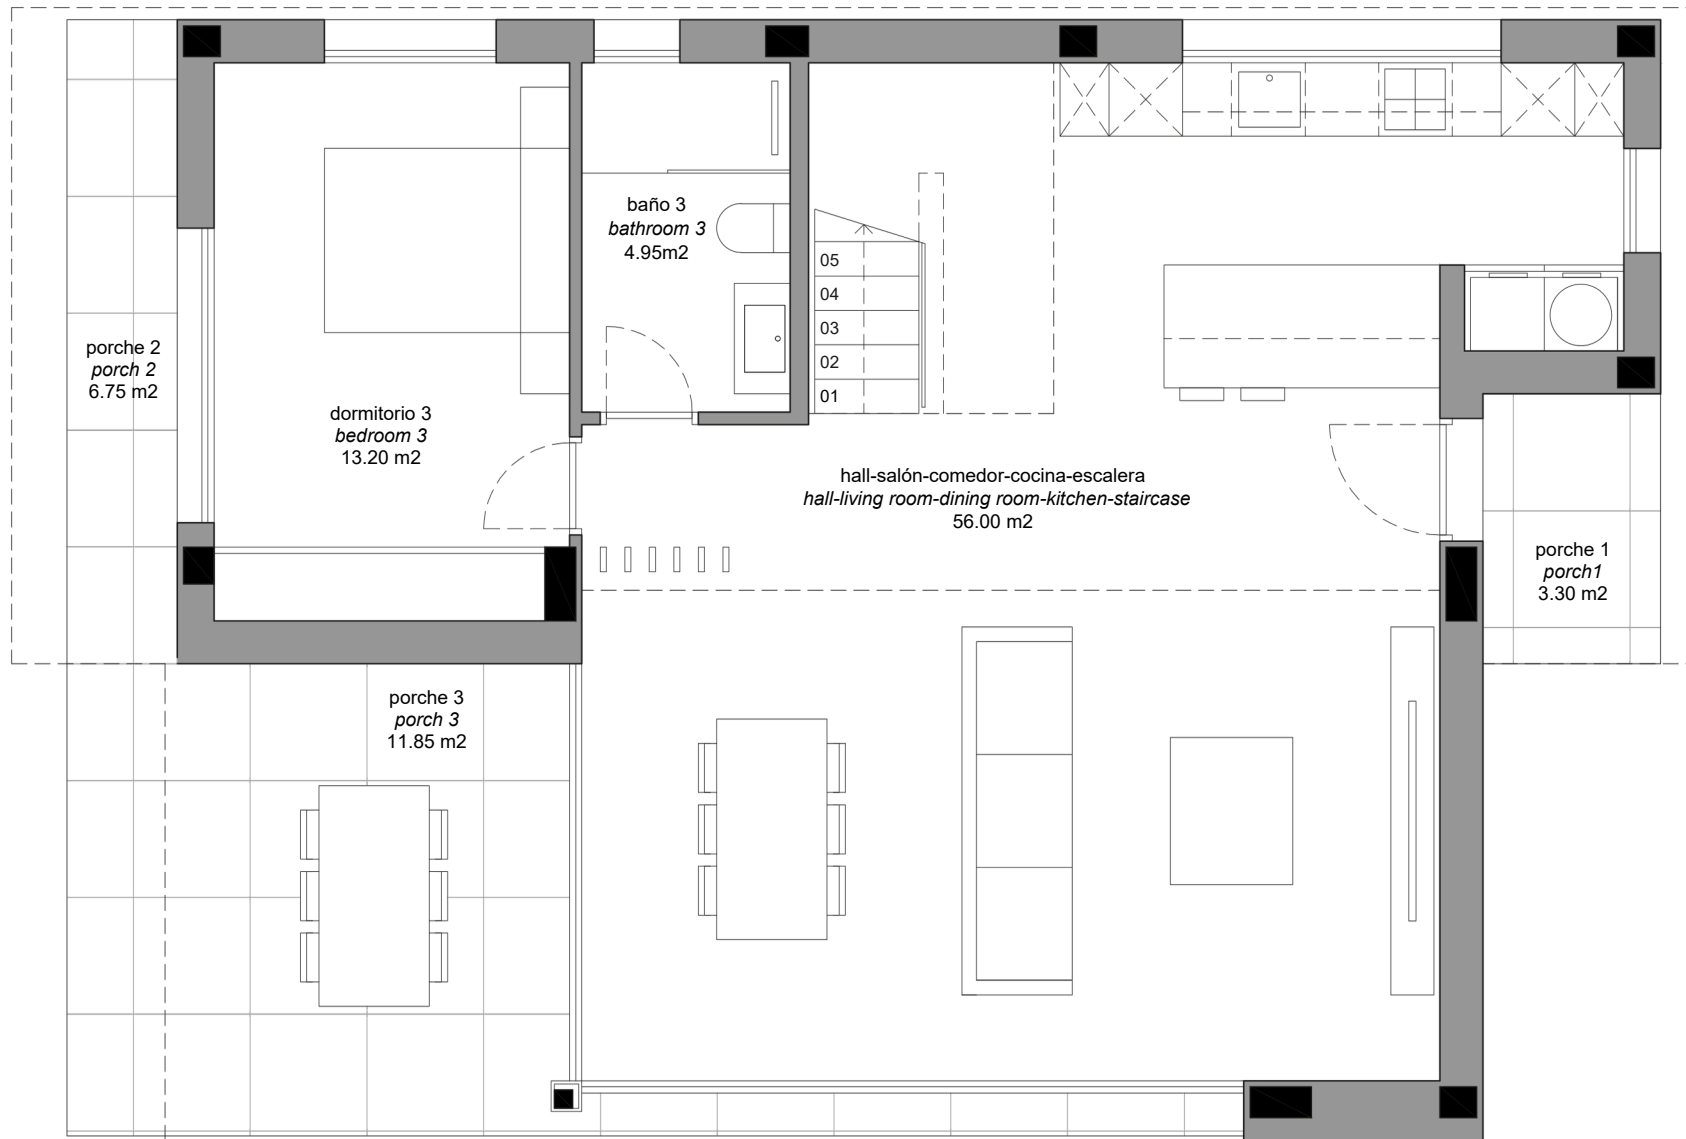 baño 3
bathroom 3
4.95m2
05
04
03
02
01
porche 2
porch 2
6.75 m2
dormitorio 3
bedroom 3
13.20 m2
hall-salón-comedor-cocina-escalera
hall-living room-dining room-kitchen-staircase
56.00 m2
porche 1
porch1
3.30 m2
porche 3
porch 3
11.85 m2